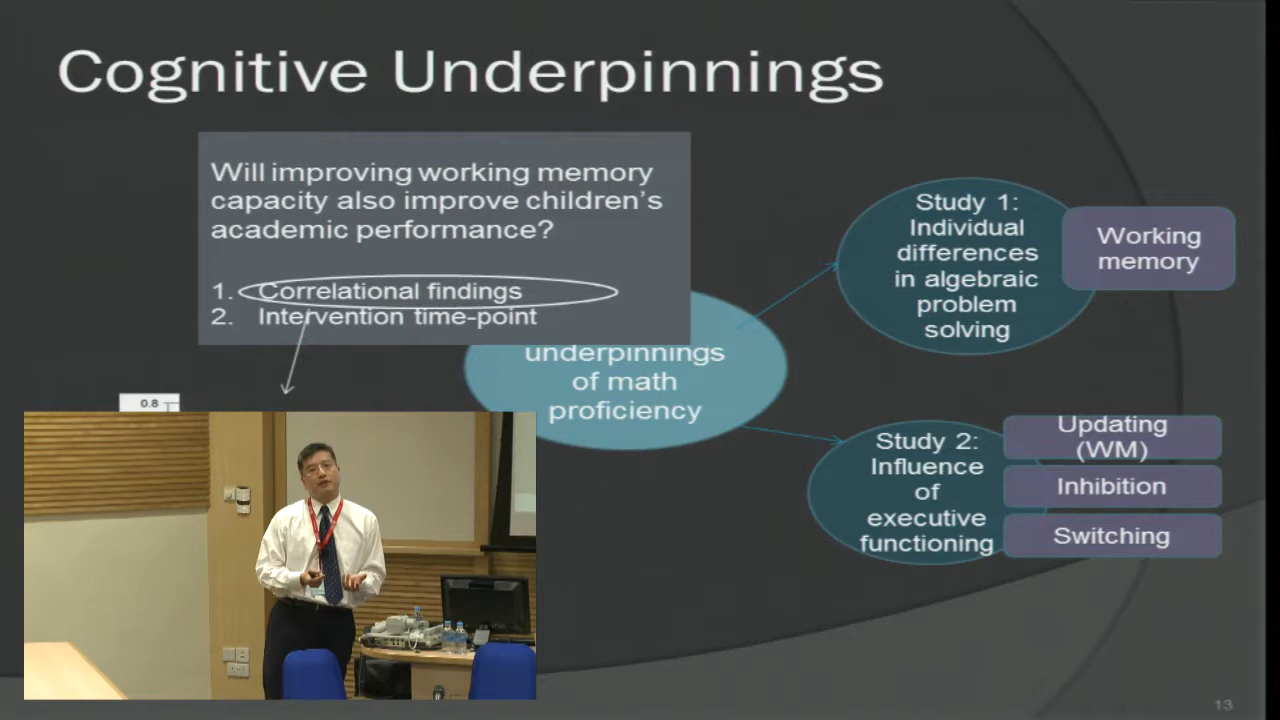 Cognitive Underpinnings
Will improving working memory
capacity also improve children's
academic performance?
1. Correlational findings
2. Intervention time-point
underpinnings
of math
proficiency
Study 1:
Individual
differences
in algebraic
problem
solving
Working
memory
Study 2:
Influence
of
executive
functioning
Updating
(WM)
Inhibition
Switching
0.8
13